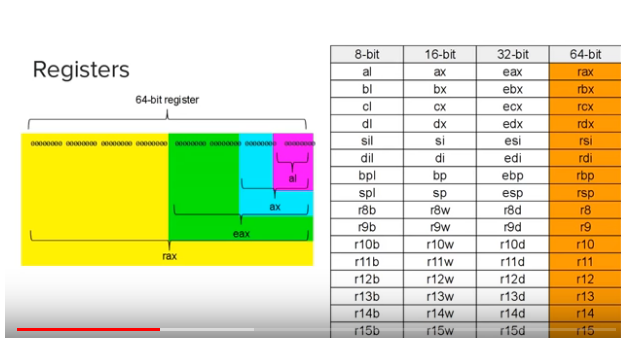 Registers
64-bit register
00000000 00000000 00000000 00000000 00000000 00000000 00000000 00000000
al
ax
eax
rax
8-bit 16-bit 32-bit 64-bit
al ax eax rax
bl bx ebx rbx
cl cx ecx rcx
dl dx edx rdx
sil si esi rsi
dil di edi rdi
bpl bp ebp rbp
spl sp esp rsp
r8b r8w r8d r8
r9b r9w r9d r9
r10b r10w r10d r10
r11b r11w r11d r11
r12b r12w r12d r12
r13b r13w r13d r13
r14b r14w r14d r14
r15b r15w r15d r15